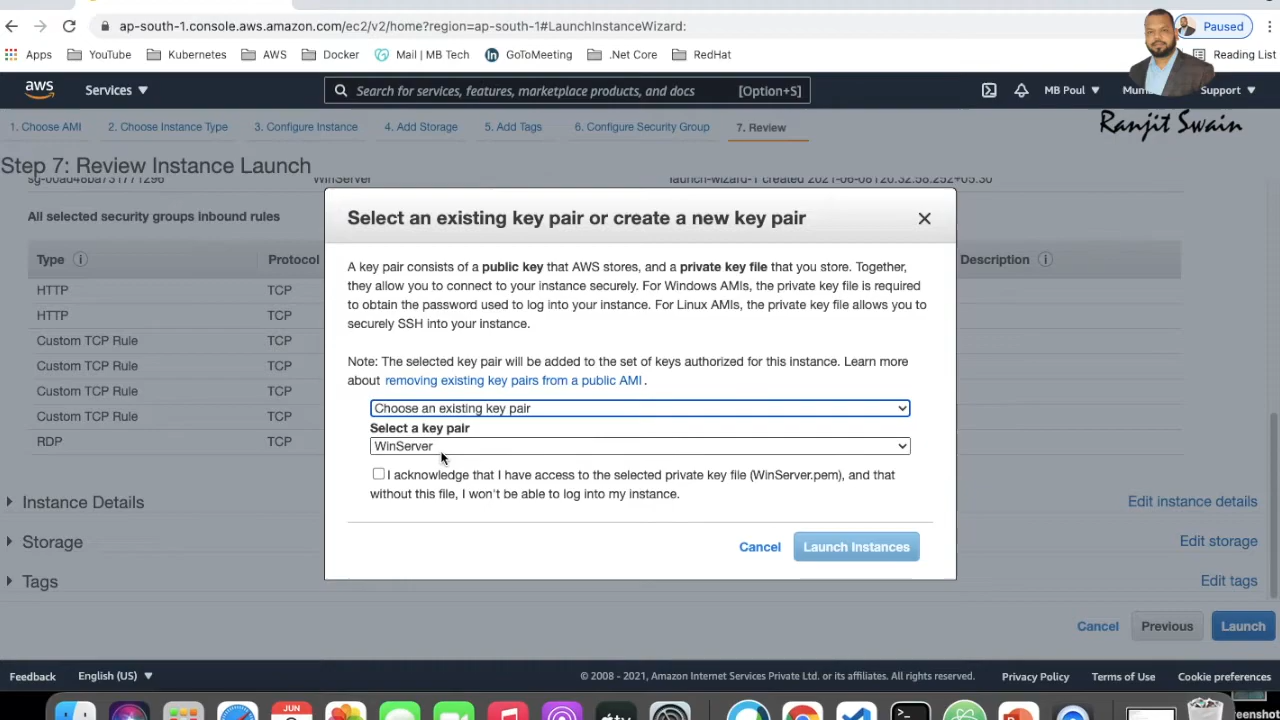 ap-south-1.console.aws.amazon.com/ec2/v2/home?region=ap-south-1#LaunchInstanceWizard:
Paused
Apps YouTube Kubernetes AWS Docker Mail | MB Tech GoToMeeting .Net Core RedHat Reading List
aws Services Search for services, features, marketplace products, and docs [Option+S] MB Poul Support
1. Choose AMI 2. Choose Instance Type 3. Configure Instance 4. Add Storage 5. Add Tags 6. Configure Security Group 7. Review
Ranjit Swain
Step 7: Review Instance Launch
WinServer
All selected security groups inbound rules
Type Protocol Description
HTTP TCP
HTTP TCP
Custom TCP Rule TCP
Custom TCP Rule TCP
Custom TCP Rule TCP
Custom TCP Rule TCP
RDP TCP
Select an existing key pair or create a new key pair
A key pair consists of a public key that AWS stores, and a private key file that you store. Together,
they allow you to connect to your instance securely. For Windows AMIs, the private key file is required
to obtain the password used to log into your instance. For Linux AMIs, the private key file allows you to
securely SSH into your instance.
Note: The selected key pair will be added to the set of keys authorized for this instance. Learn more
about removing existing key pairs from a public AMI.
Choose an existing key pair
Select a key pair
WinServer
I acknowledge that I have access to the selected private key file (WinServer.pem), and that
without this file, I won't be able to log into my instance.
Cancel Launch Instances
Instance Details Edit instance details
Storage Edit storage
Tags Edit tags
Cancel Previous Launch
Feedback English (US) © 2008 - 2021, Amazon Internet Services Private Ltd. or its affiliates. All rights reserved. Privacy Policy Terms of Use Cookie preferences
JUN